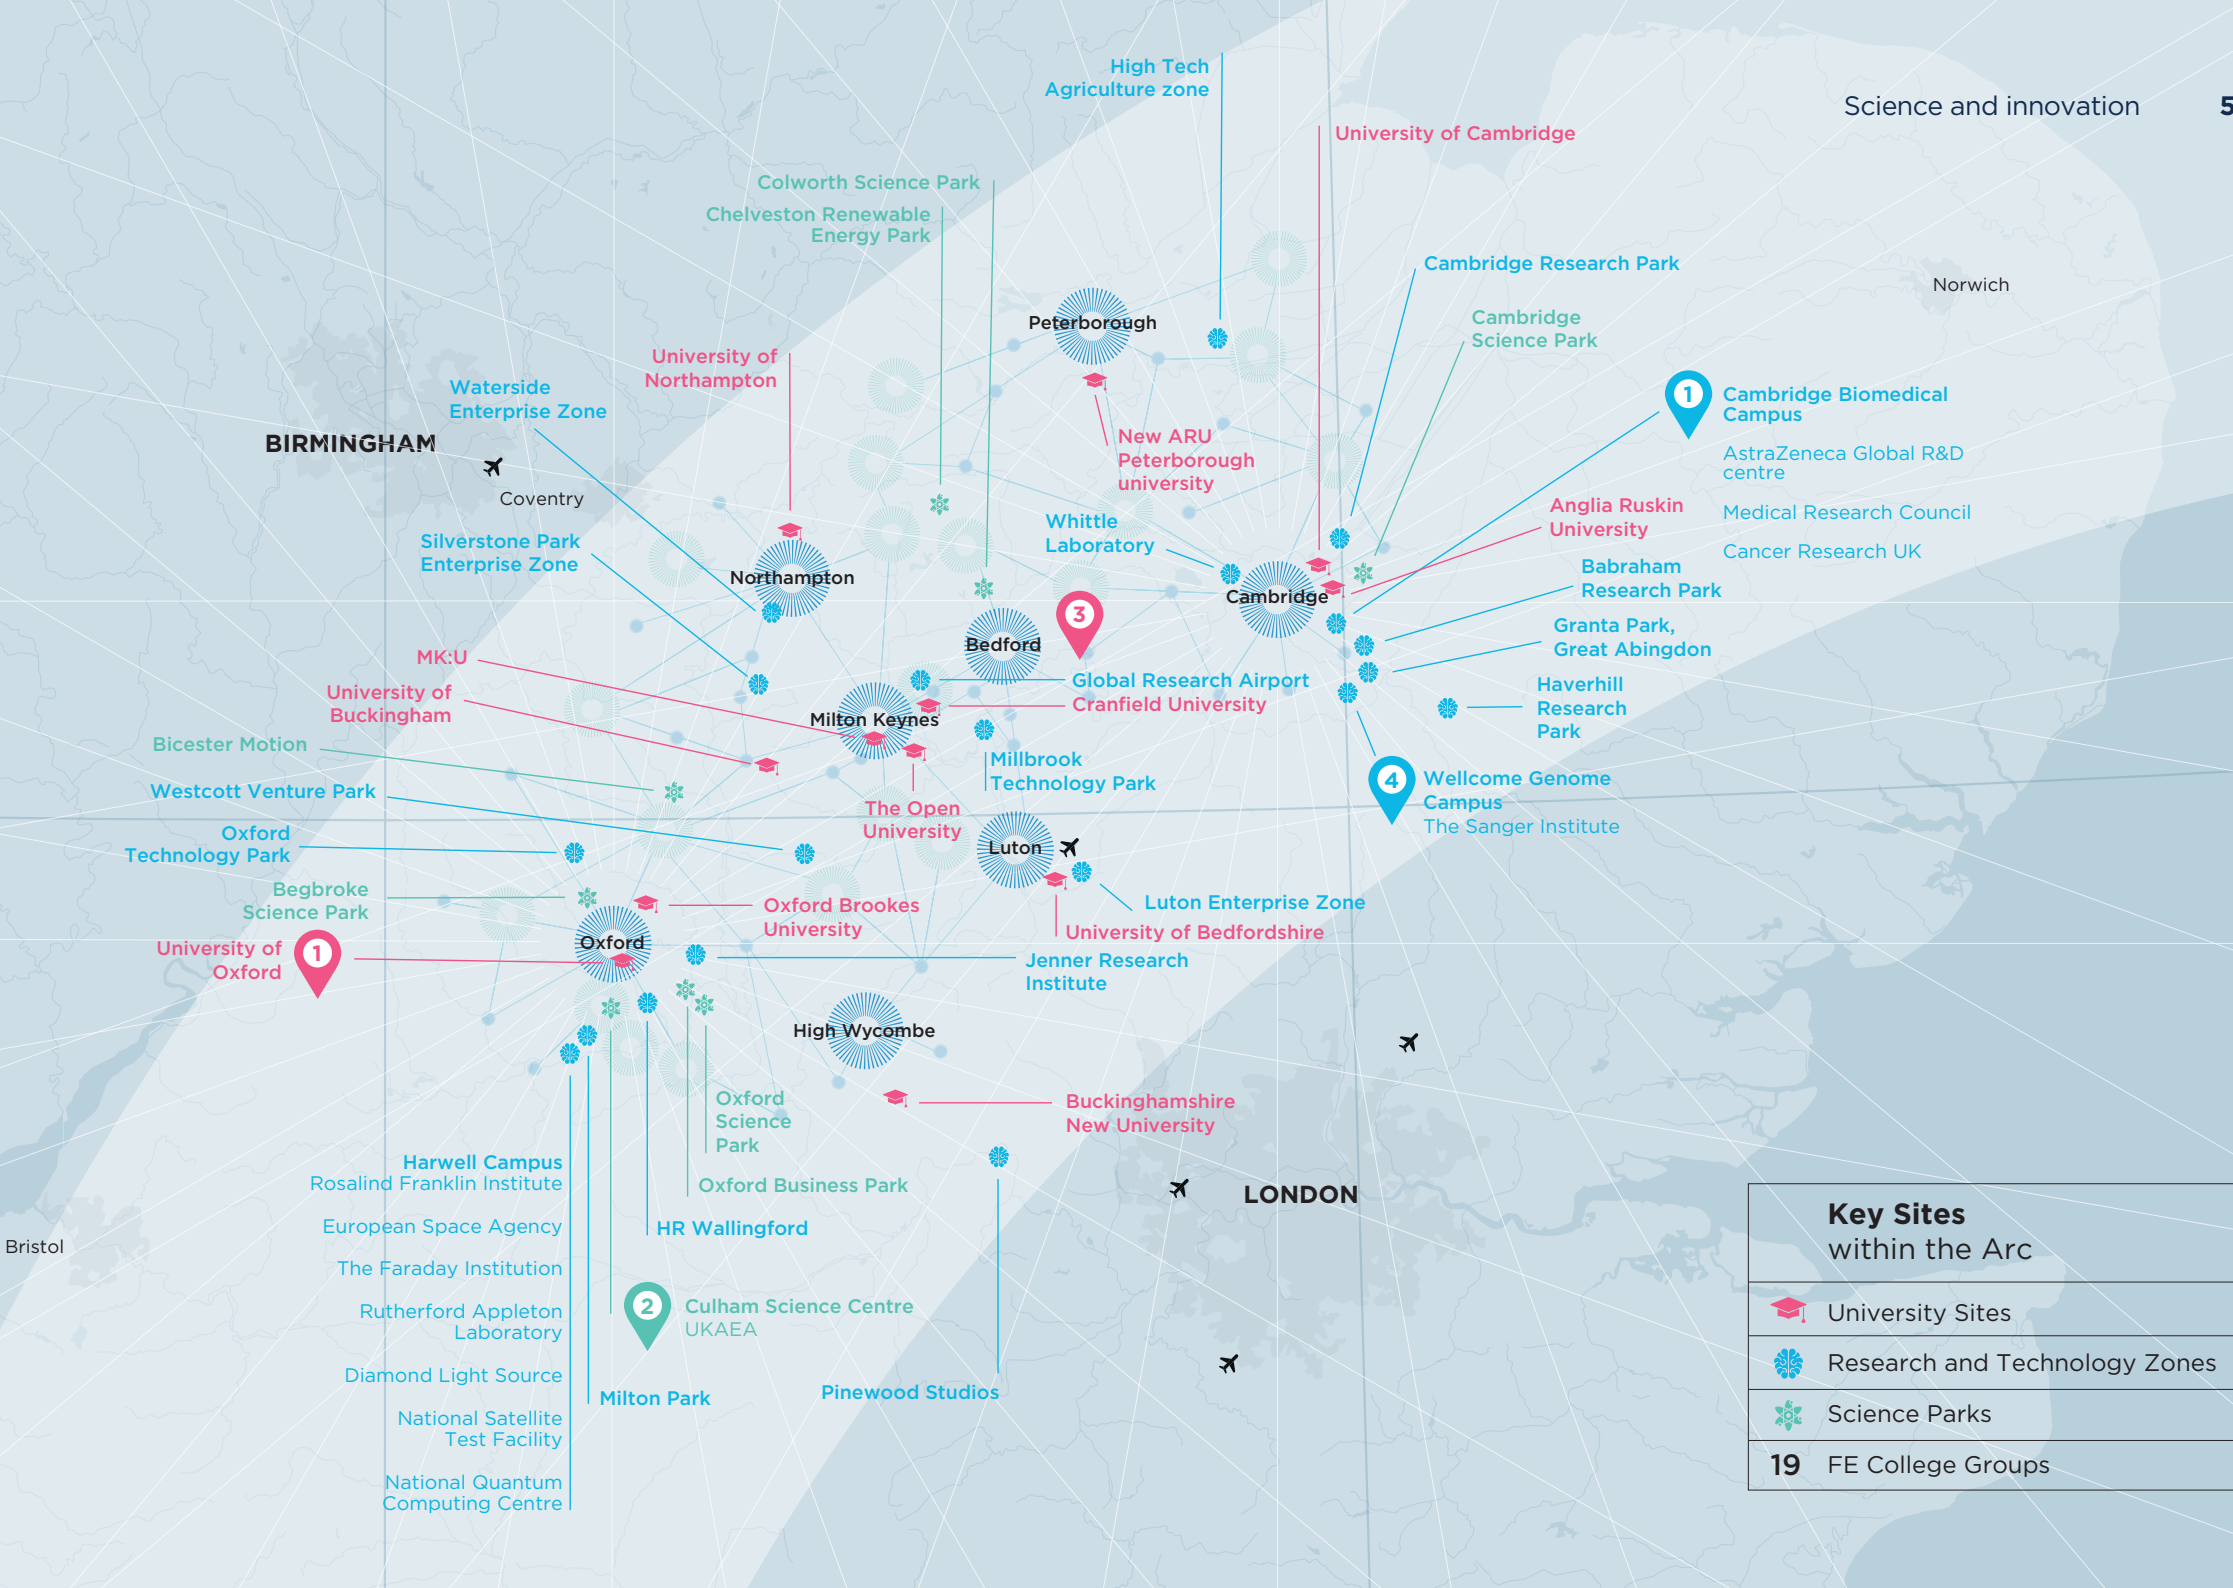 Science and innovation
5
High Tech
Agriculture zone
University of Cambridge
Colworth Science Park
Chelveston Renewable
Energy Park
Cambridge Research Park
Norwich
Cambridge
Science Park
Peterborough
University of
Northampton
Waterside
Enterprise Zone
1
Cambridge Biomedical
Campus
AstraZeneca Global R&D
centre
Medical Research Council
Cancer Research UK
BIRMINGHAM
Coventry
New ARU
Peterborough
university
Anglia Ruskin
University
Whittle
Laboratory
Silverstone Park
Enterprise Zone
Northampton
Cambridge
Babraham
Research Park
3
Granta Park,
Great Abingdon
Bedford
MK:U
University of
Buckingham
Global Research Airport
Cranfield University
Haverhill
Research
Park
Milton Keynes
Bicester Motion
Millbrook
Technology Park
4
Wellcome Genome
Campus
The Sanger Institute
Westcott Venture Park
The Open
University
Oxford
Technology Park
Luton
Begbroke
Science Park
Oxford Brookes
University
Luton Enterprise Zone
University of Bedfordshire
University of
Oxford
1
Oxford
Jenner Research
Institute
High Wycombe
Oxford
Science
Park
Buckinghamshire
New University
Harwell Campus
Rosalind Franklin Institute
European Space Agency
The Faraday Institution
Rutherford Appleton
Laboratory
Diamond Light Source
National Satellite
Test Facility
National Quantum
Computing Centre
Oxford Business Park
HR Wallingford
LONDON
Bristol
2
Culham Science Centre
UKAEA
Milton Park
Pinewood Studios
Key Sites
within the Arc
University Sites
Research and Technology Zones
Science Parks
19 FE College Groups